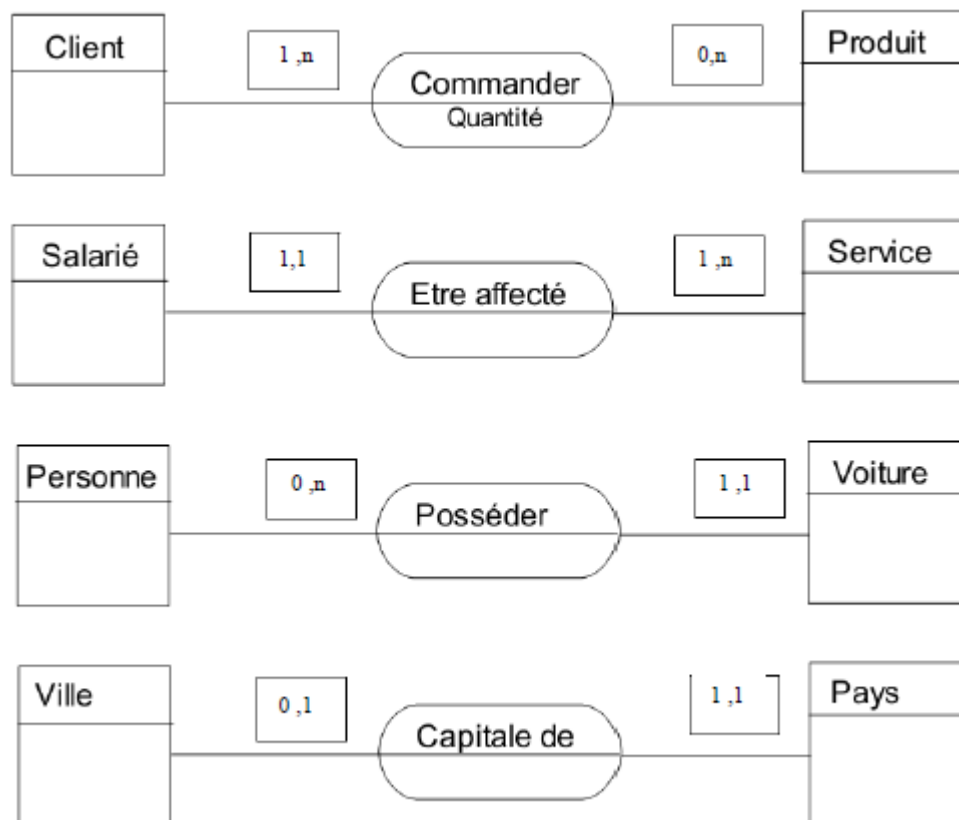 Client
1 ,n
Commander
Quantité
0,n
Produit
Salarié
1,1
Etre affecté
1 ,n
Service
Personne
0 ,n
Posséder
1 ,1
Voiture
Ville
0 ,1
Capitale de
1 ,1
Pays